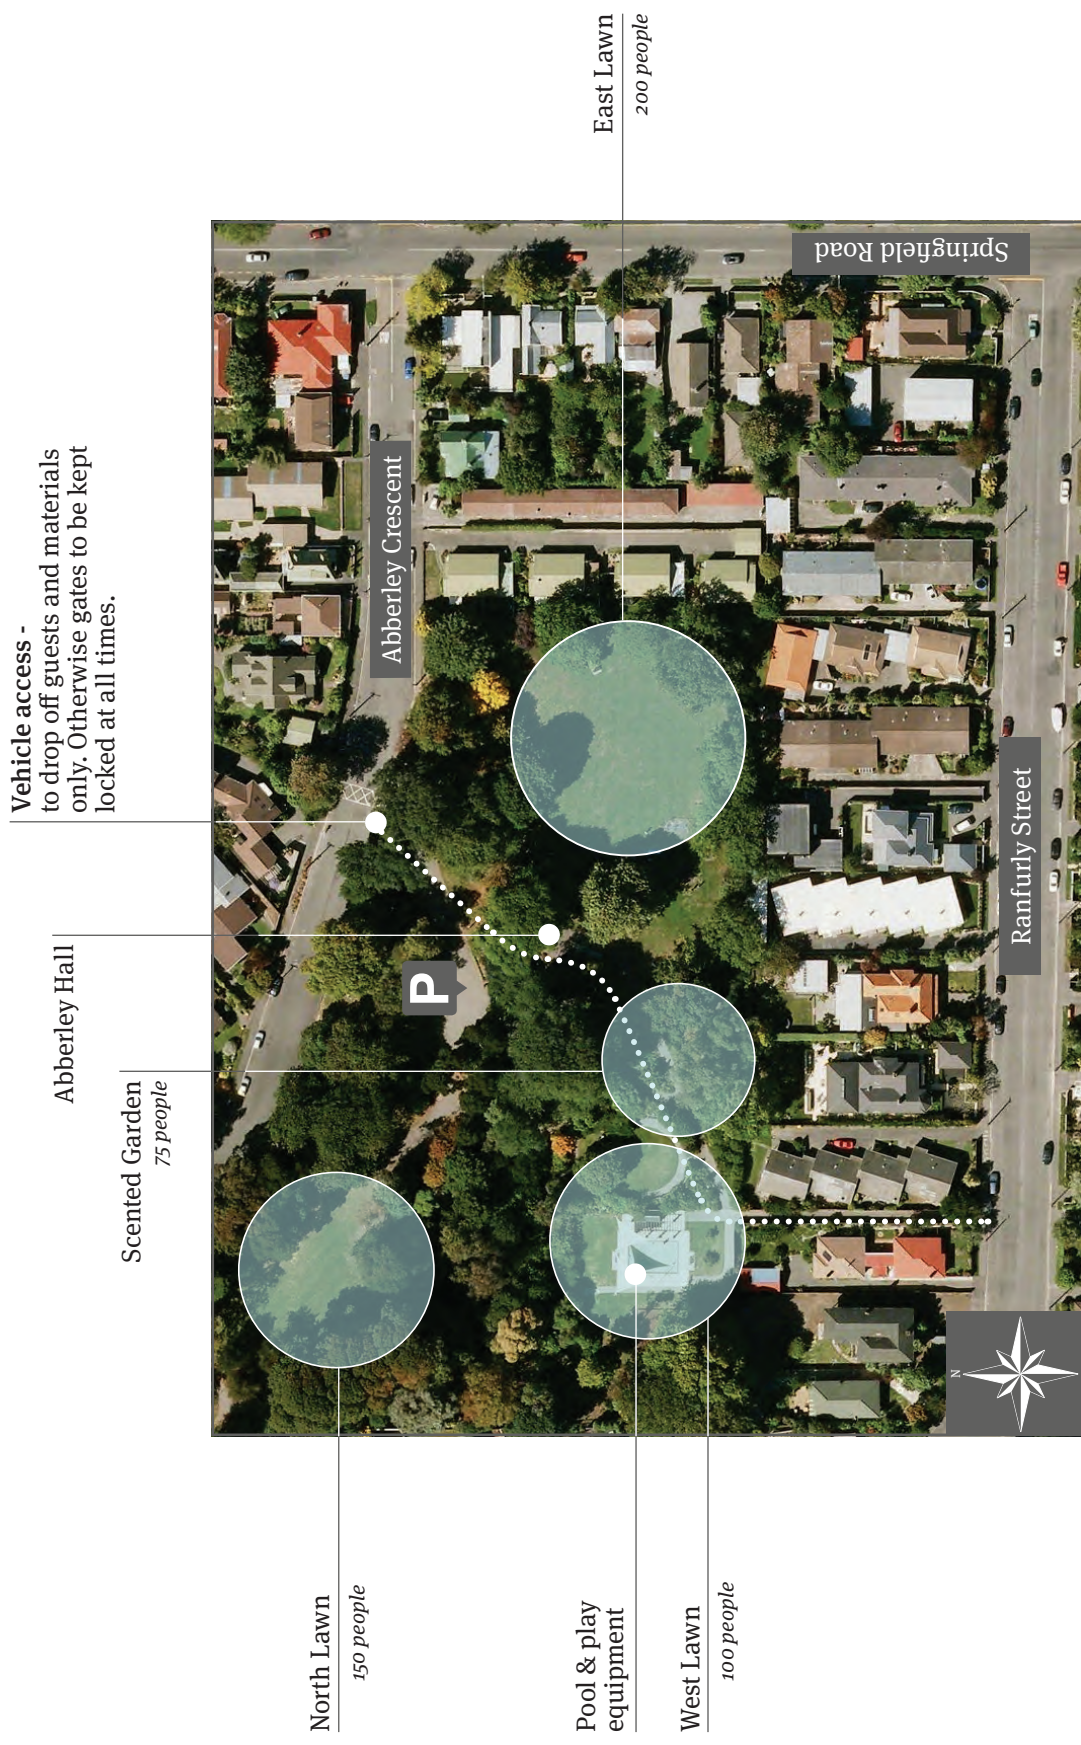 Vehicle access -
to drop off guests and materials
only. Otherwise gates to be kept
locked at all times.
Abberley Hall
Scented Garden
75 people
North Lawn
150 people
Pool & play
equipment
West Lawn
100 people
East Lawn
200 people
Abberley Crescent
P
Springfield Road
Ranfurly Street
N